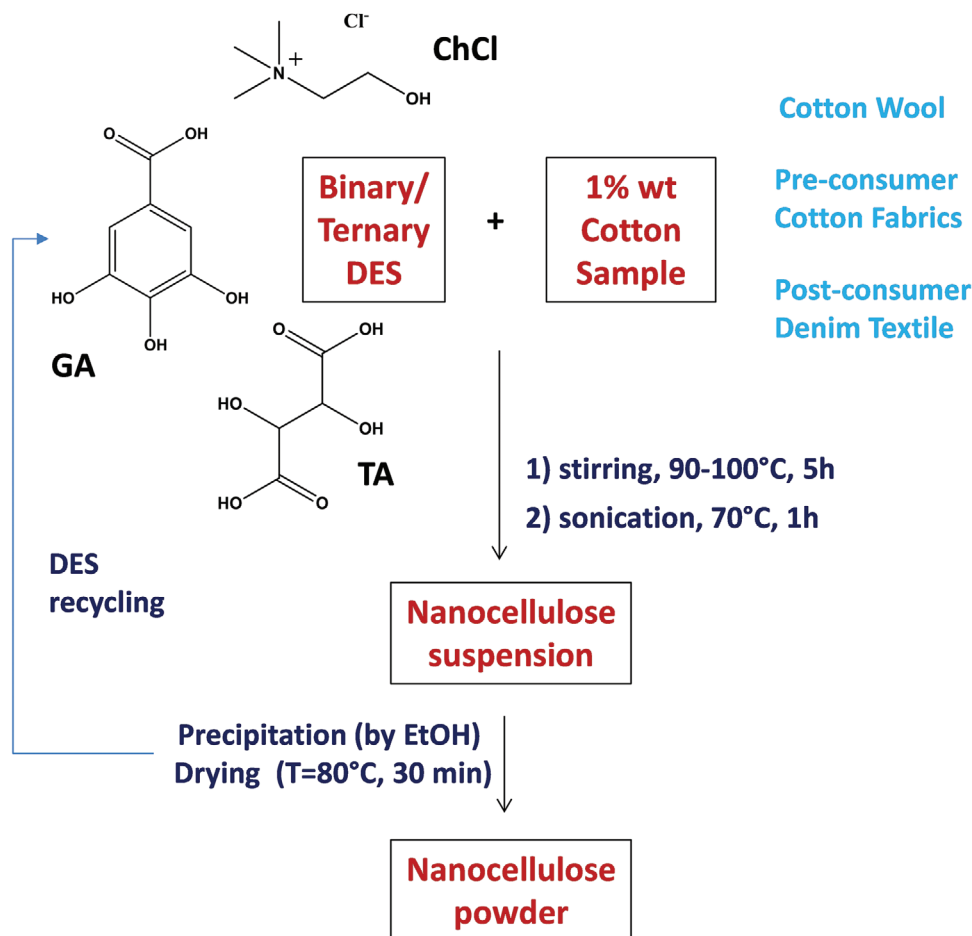 Cl-
ChCl
N
+
OH
O
OH
HO
OH
OH
GA
Binary/
Ternary
DES
+
1% wt
Cotton
Sample
Cotton Wool
Pre-consumer
Cotton Fabrics
Post-consumer
Denim Textile
O
OH
HO
OH
HO
O
TA
1) stirring, 90-100°C, 5h
2) sonication, 70°C, 1h
DES
recycling
Nanocellulose
suspension
Precipitation (by EtOH)
Drying (T=80°C, 30 min)
Nanocellulose
powder